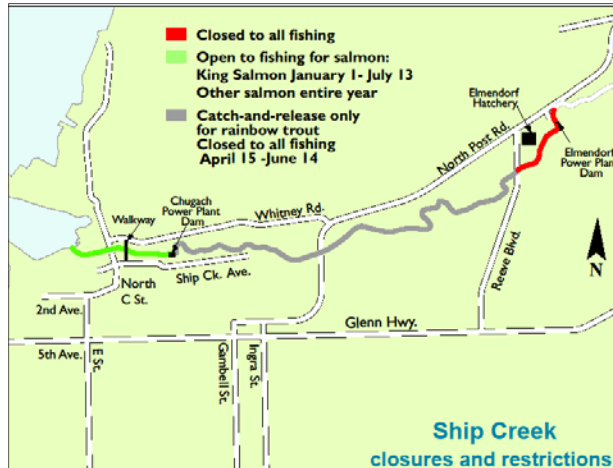 Closed to all fishing
Open to fishing for salmon:
King Salmon January 1- July 13
Other salmon entire year
Catch-and-release only
for rainbow trout
Closed to all fishing
April 15 -June 14
Elmendorf
Hatchery
North Post Rd.
Elmendorf
Power Plant
Dam
Chugach
Power Plant
Dam
Walkway
Whitney Rd.
Ship Ck. Ave.
North
C St.
Reeve Blvd.
N
2nd Ave.
Glenn Hwy.
5th Ave.
E St.
Gambell St.
Ingra St.
Ship Creek
closures and restrictions